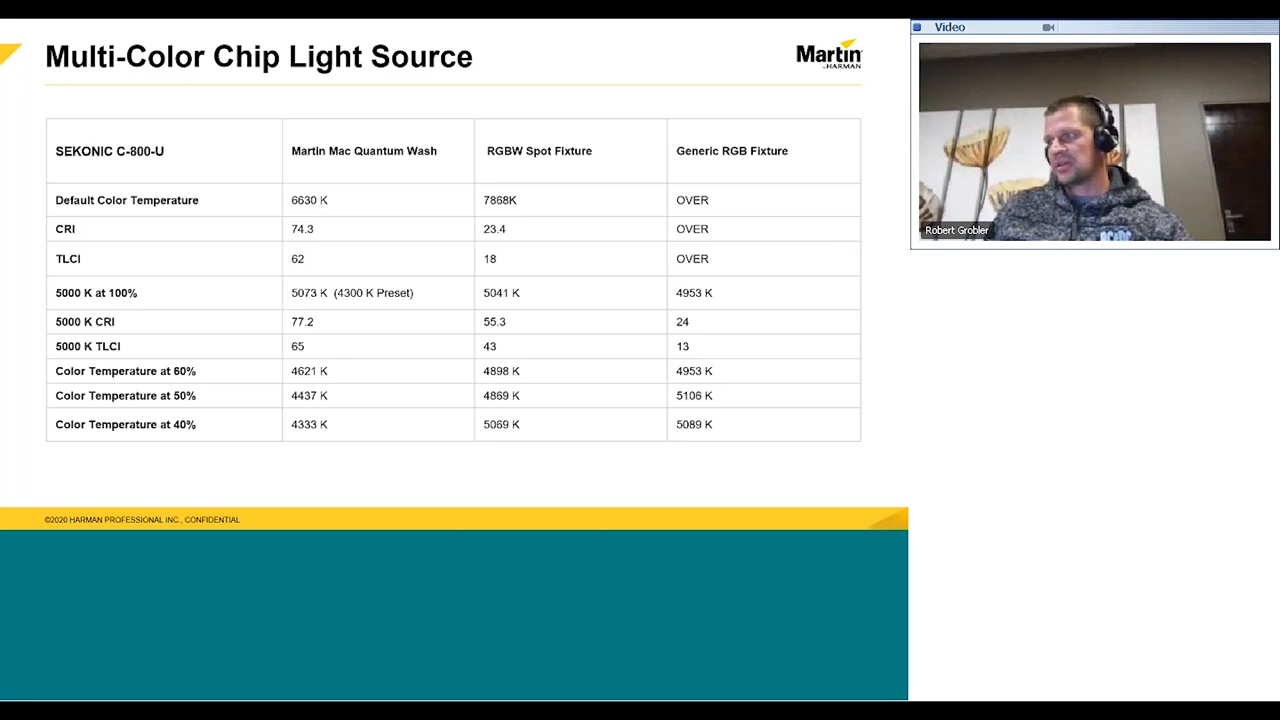 Multi-Color Chip Light Source
Martin
by HARMAN
Video
SEKONIC C-800-U Martin Mac Quantum Wash RGBW Spot Fixture Generic RGB Fixture
Default Color Temperature 6630 K 7868K OVER
CRI 74.3 23.4 OVER
TLCI 62 18 OVER
5000 K at 100% 5073 K (4300 K Preset) 5041 K 4953 K
5000 K CRI 77.2 55.3 24
5000 K TLCI 65 43 13
Color Temperature at 60% 4621 K 4898 K 4953 K
Color Temperature at 50% 4437 K 4869 K 5106 K
Color Temperature at 40% 4333 K 5069 K 5089 K
Robert Grobler
AC/DC
©2020 HARMAN PROFESSIONAL INC., CONFIDENTIAL